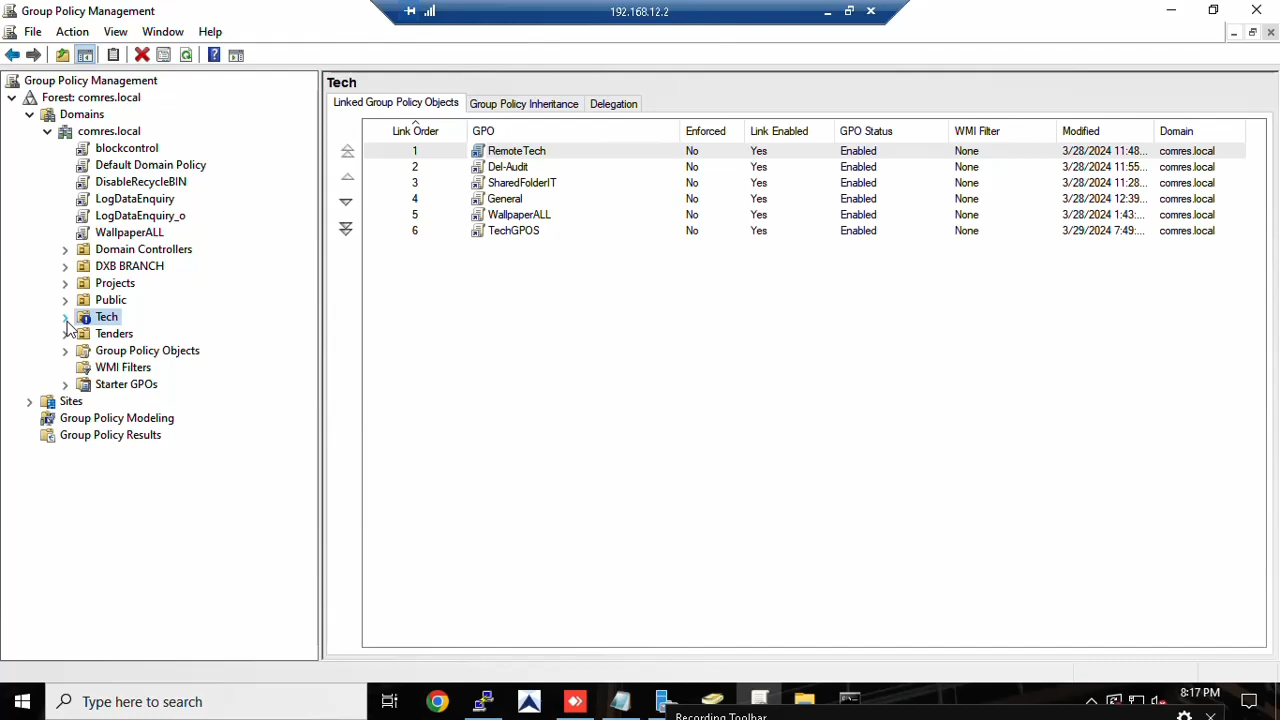 Group Policy Management
192.168.12.2
File Action View Window Help
Group Policy Management
Forest: comres.local
Domains
comres.local
blockcontrol
Default Domain Policy
DisableRecycleBIN
LogDataEnquiry
LogDataEnquiry_o
WallpaperALL
Domain Controllers
DXB BRANCH
Projects
Public
Tech
Tenders
Group Policy Objects
WMI Filters
Starter GPOs
Sites
Group Policy Modeling
Group Policy Results
Tech
Linked Group Policy Objects Group Policy Inheritance Delegation
Link Order GPO Enforced Link Enabled GPO Status WMI Filter Modified Domain
1 RemoteTech No Yes Enabled None 3/28/2024 11:48... comres.local
2 Del-Audit No Yes Enabled None 3/28/2024 11:55... comres.local
3 SharedFolderIT No Yes Enabled None 3/28/2024 11:28... comres.local
4 General No Yes Enabled None 3/28/2024 12:39... comres.local
5 WallpaperALL No Yes Enabled None 3/28/2024 1:43:... comres.local
6 TechGPOS No Yes Enabled None 3/29/2024 7:49:... comres.local
Type here to search
8:17 PM
Recording Toolbar